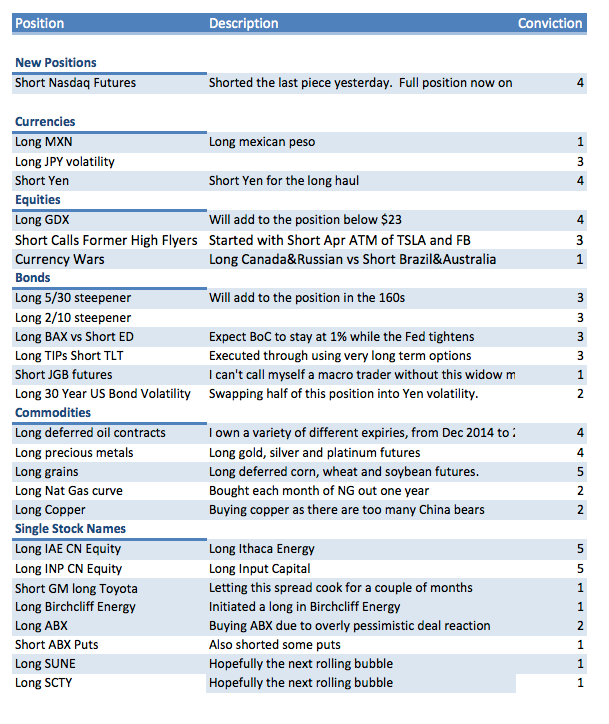 Position Description Conviction
New Positions
Short Nasdaq Futures Shorted the last piece yesterday. Full position now on 4
Currencies
Long MXN Long mexican peso 1
Long JPY volatility 3
Short Yen Short Yen for the long haul 4
Equities
Long GDX Will add to the position below $23 4
Short Calls Former High Flyers Started with Short Apr ATM of TSLA and FB 3
Currency Wars Long Canada&Russian vs Short Brazil&Australia 1
Bonds
Long 5/30 steepener Will add to the position in the 160s 3
Long 2/10 steepener 3
Long BAX vs Short ED Expect BoC to stay at 1% while the Fed tightens 3
Long TIPs Short TLT Executed through using very long term options 3
Short JGB futures I can't call myself a macro trader without this widow 1
Long 30 Year US Bond Volatility Swapping half of this position into Yen volatility. 2
Commodities
Long deferred oil contracts I own a variety of different expiries, from Dec 2014 to 4
Long precious metals Long gold, silver and platinum futures 4
Long grains Long deferred corn, wheat and soybean futures. 5
Long Nat Gas curve Bought each month of NG out one year 2
Long Copper Buying copper as there are too many China bears 2
Single Stock Names
Long IAE CN Equity Long Ithaca Energy 5
Long INP CN Equity Long Input Capital 5
Short GM long Toyota Letting this spread cook for a couple of months 1
Long Birchcliff Energy Initiated a long in Birchcliff Energy 1
Long ABX Buying ABX due to overly pessimistic deal reaction 2
Short ABX Puts Also shorted some puts 1
Long SUNE Hopefully the next rolling bubble 1
Long SCTY Hopefully the next rolling bubble 1